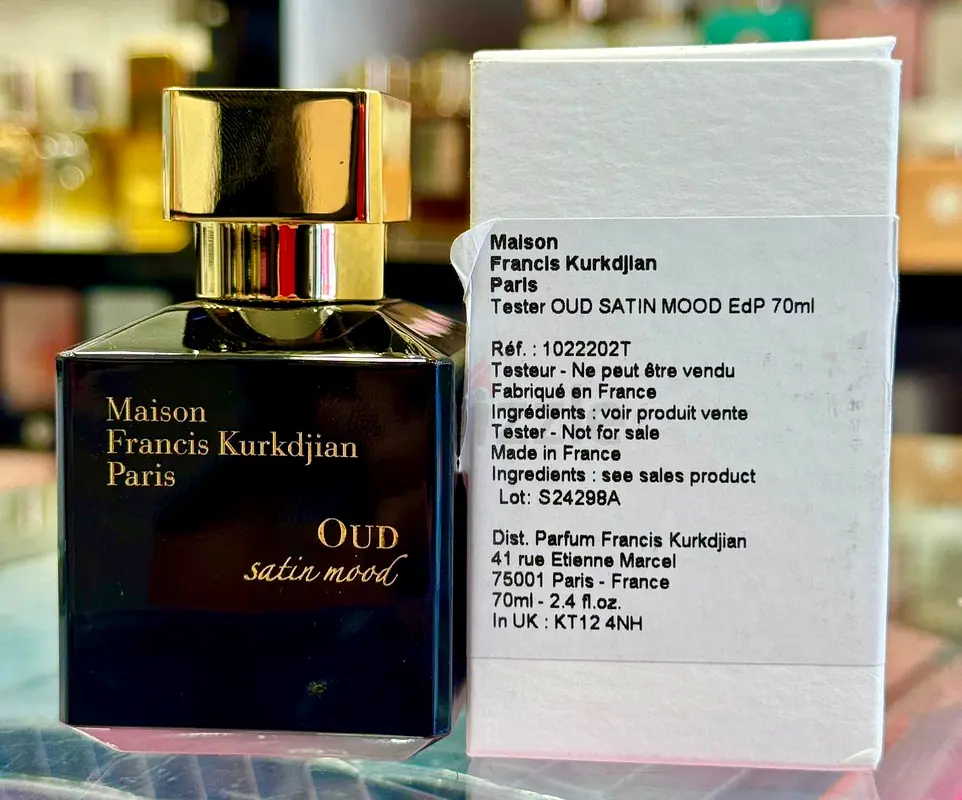 Maison
Francis Kurkdjian
Paris
OUD
satin mood
Maison
Francis Kurkdjian
Paris
Tester OUD SATIN MOOD EdP 70ml
Réf. : 1022202T
Testeur - Ne peut être vendu
Fabriqué en France
Ingrédients : voir produit vente
Tester - Not for sale
Made in France
Ingredients : see sales product
Lot: S24298A
Dist. Parfum Francis Kurkdjian
41 rue Etienne Marcel
75001 Paris - France
70ml - 2.4 fl.oz.
In UK : KT12 4NH